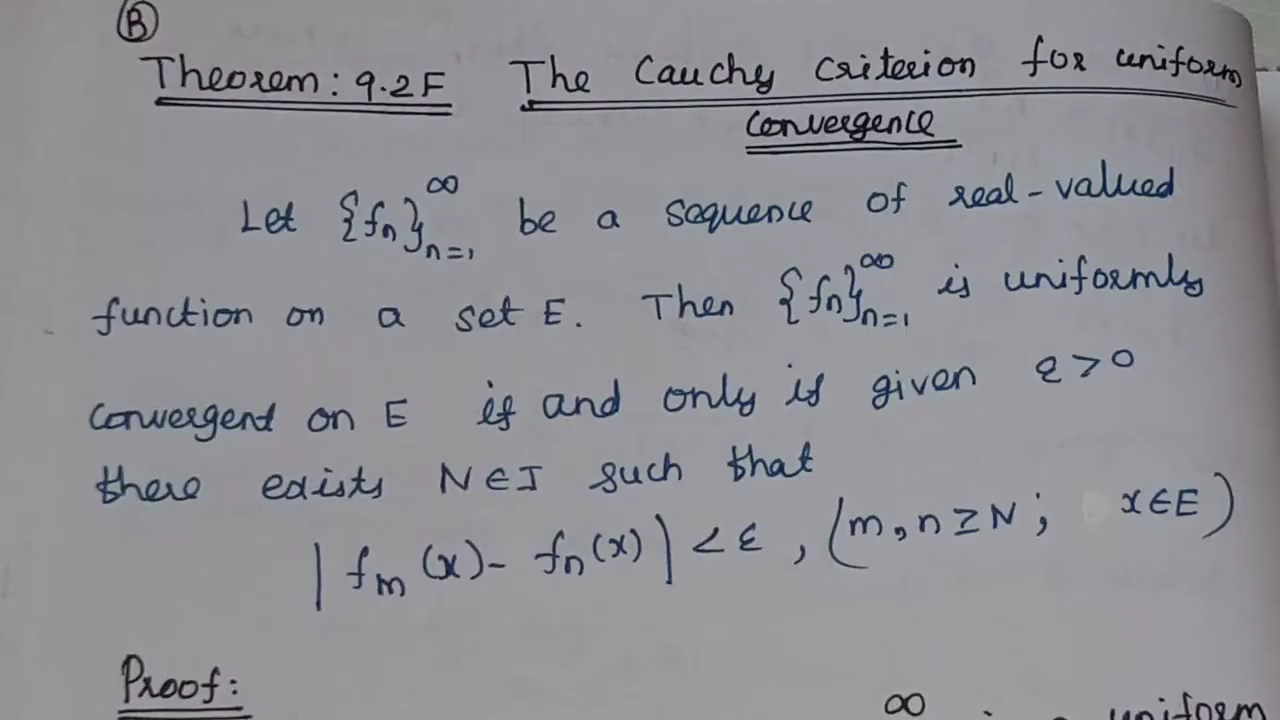 Ⓑ
Theorem: 9.2F The Cauchy Criterion for uniform
Convergence
Let {fₙ}ₙ₌₁^∞ be a sequence of real-valued
function on a set E. Then {fₙ}ₙ₌₁^∞ is uniformly
convergent on E if and only if given ε>0
there exists N∈I such that
|fₘ(x)-fₙ(x)|<ε, (m,n≥N; x∈E)
Proof:
∞ is a uniform